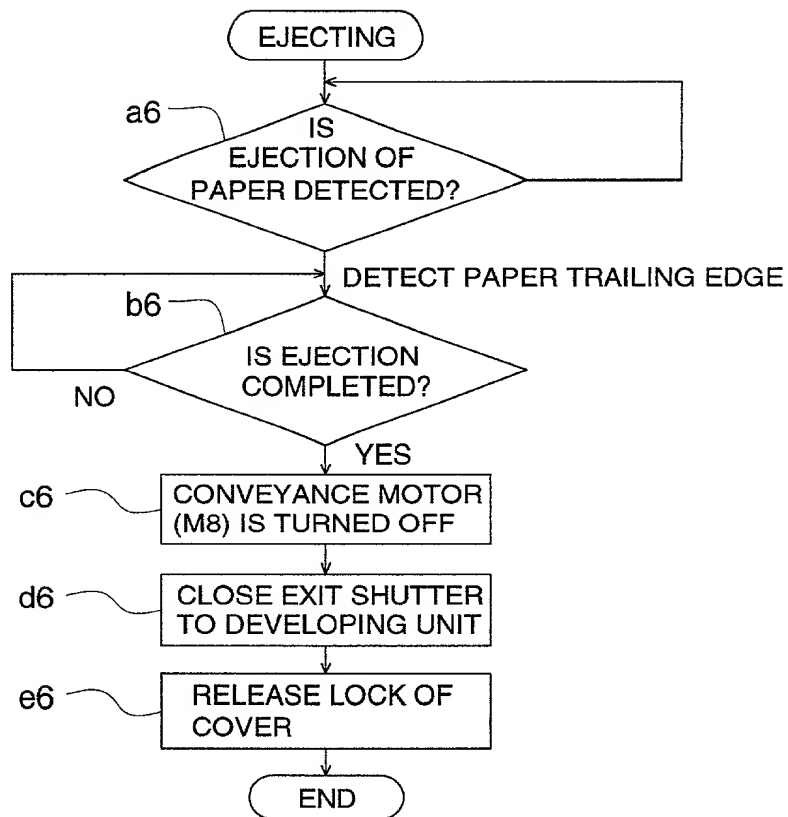 EJECTING
a6
IS
EJECTION OF
PAPER DETECTED?
DETECT PAPER TRAILING EDGE
b6
IS EJECTION
COMPLETED?
NO
YES
c6
CONVEYANCE MOTOR
(M8) IS TURNED OFF
d6
CLOSE EXIT SHUTTER
TO DEVELOPING UNIT
e6
RELEASE LOCK OF
COVER
END